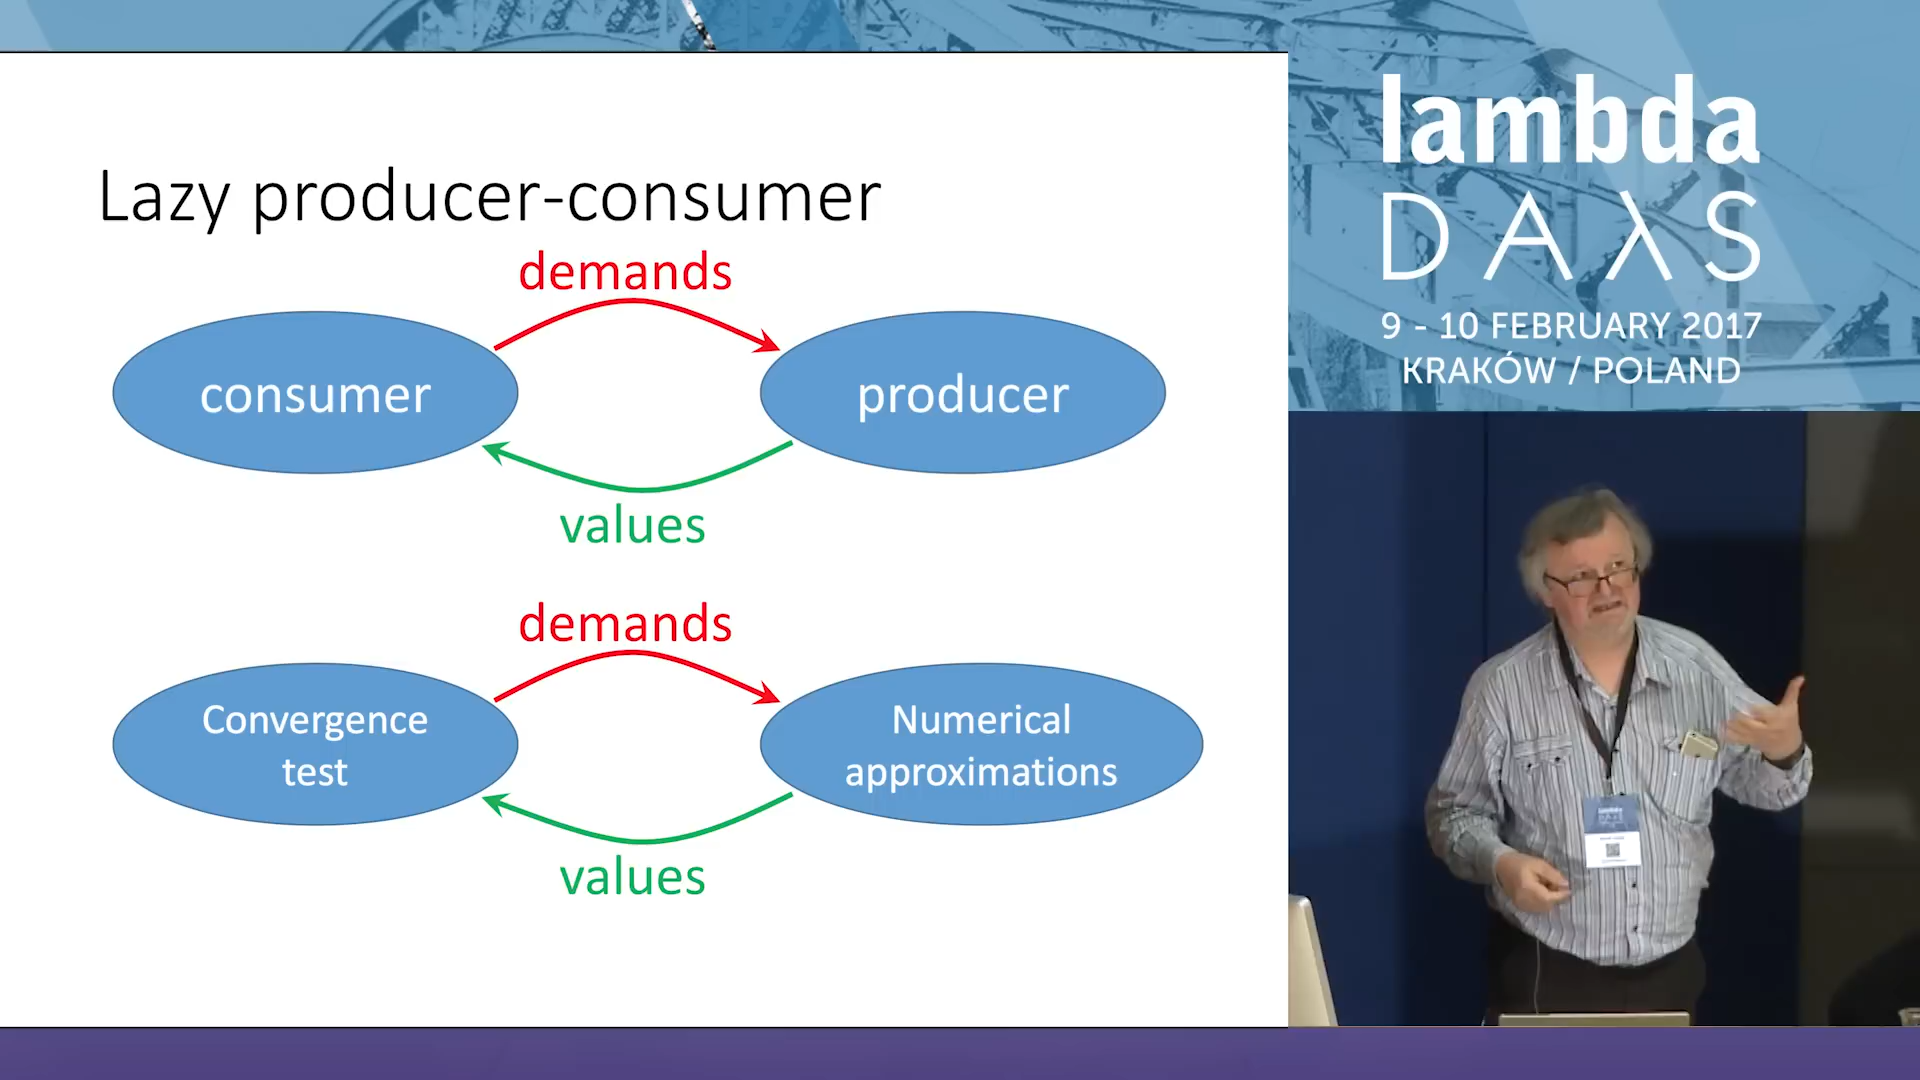 Lazy producer-consumer
demands
consumer
producer
values
demands
Convergence
test
Numerical
approximations
values
lambda
DAλS
9 - 10 FEBRUARY 2017
KRAKÓW / POLAND
lambda